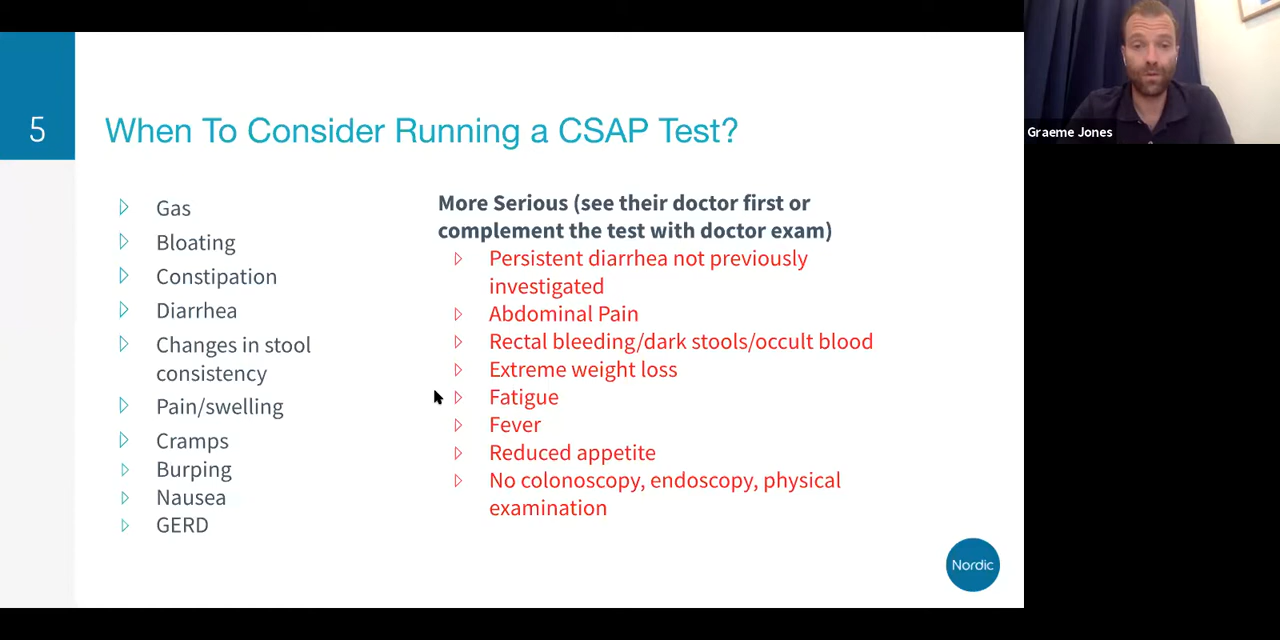 5
When To Consider Running a CSAP Test?
Gas
Bloating
Constipation
Diarrhea
Changes in stool
consistency
Pain/swelling
Cramps
Burping
Nausea
GERD
More Serious (see their doctor first or
complement the test with doctor exam)
Persistent diarrhea not previously
investigated
Abdominal Pain
Rectal bleeding/dark stools/occult blood
Extreme weight loss
Fatigue
Fever
Reduced appetite
No colonoscopy, endoscopy, physical
examination
Nordic
Graeme Jones